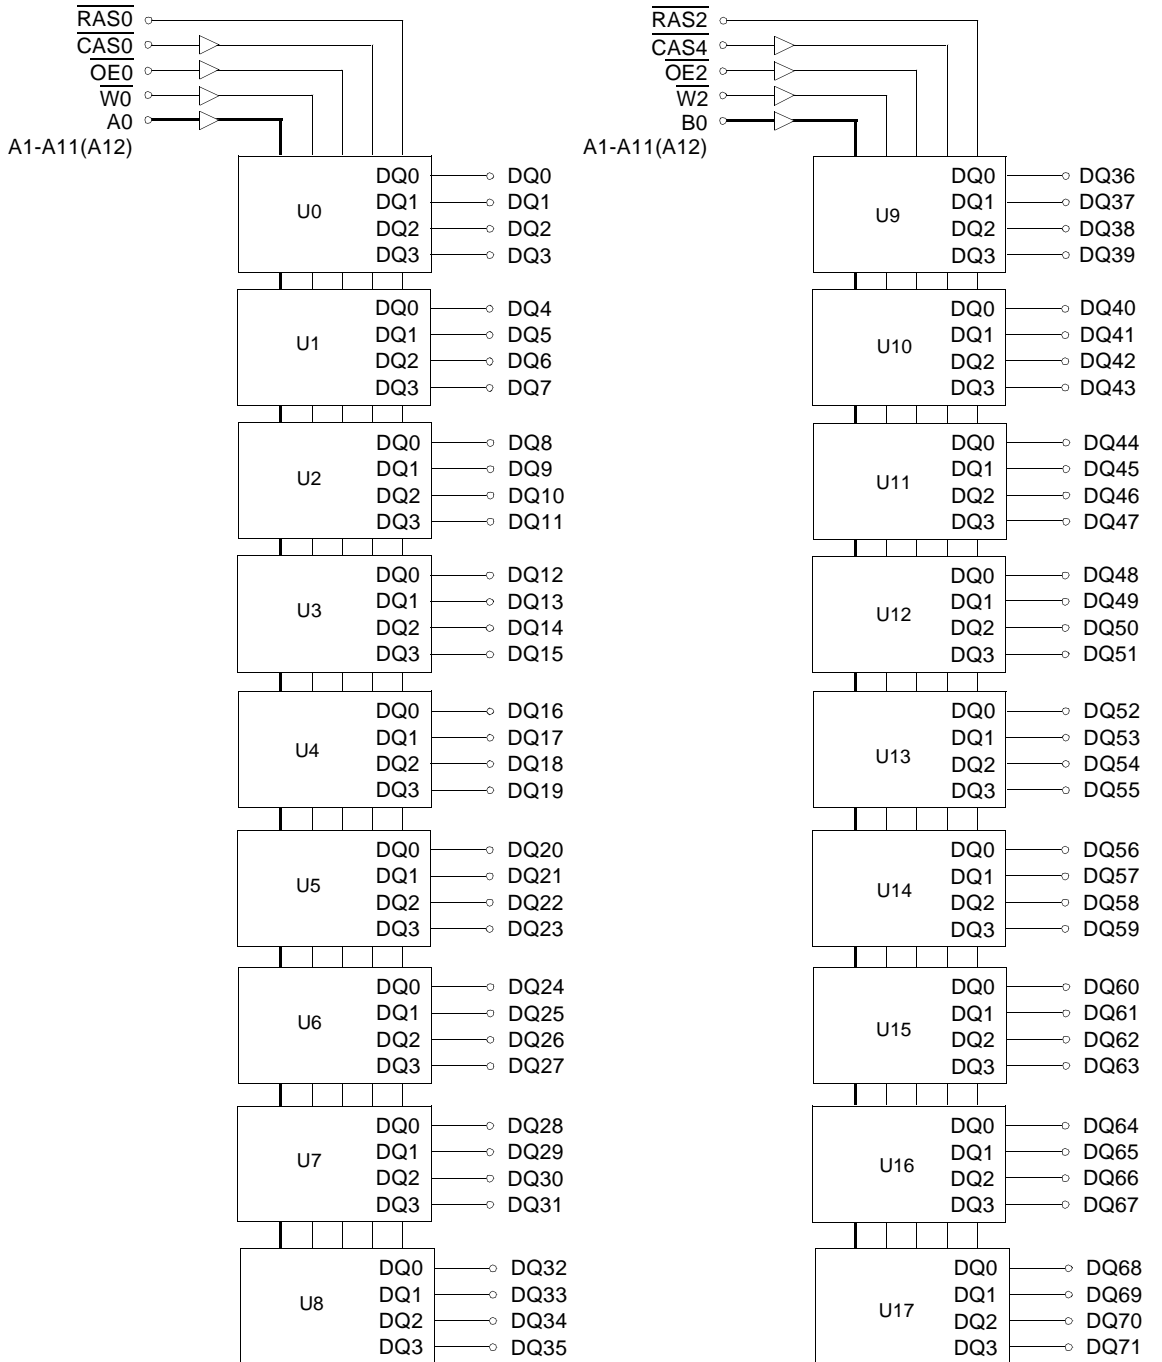 RAS0
CAS0
OE0
W0
A0
A1-A11(A12)
U0
DQ0 DQ0
DQ1 DQ1
DQ2 DQ2
DQ3 DQ3
U1
DQ0 DQ4
DQ1 DQ5
DQ2 DQ6
DQ3 DQ7
U2
DQ0 DQ8
DQ1 DQ9
DQ2 DQ10
DQ3 DQ11
U3
DQ0 DQ12
DQ1 DQ13
DQ2 DQ14
DQ3 DQ15
U4
DQ0 DQ16
DQ1 DQ17
DQ2 DQ18
DQ3 DQ19
U5
DQ0 DQ20
DQ1 DQ21
DQ2 DQ22
DQ3 DQ23
U6
DQ0 DQ24
DQ1 DQ25
DQ2 DQ26
DQ3 DQ27
U7
DQ0 DQ28
DQ1 DQ29
DQ2 DQ30
DQ3 DQ31
U8
DQ0 DQ32
DQ1 DQ33
DQ2 DQ34
DQ3 DQ35
RAS2
CAS4
OE2
W2
B0
A1-A11(A12)
U9
DQ0 DQ36
DQ1 DQ37
DQ2 DQ38
DQ3 DQ39
U10
DQ0 DQ40
DQ1 DQ41
DQ2 DQ42
DQ3 DQ43
U11
DQ0 DQ44
DQ1 DQ45
DQ2 DQ46
DQ3 DQ47
U12
DQ0 DQ48
DQ1 DQ49
DQ2 DQ50
DQ3 DQ51
U13
DQ0 DQ52
DQ1 DQ53
DQ2 DQ54
DQ3 DQ55
U14
DQ0 DQ56
DQ1 DQ57
DQ2 DQ58
DQ3 DQ59
U15
DQ0 DQ60
DQ1 DQ61
DQ2 DQ62
DQ3 DQ63
U16
DQ0 DQ64
DQ1 DQ65
DQ2 DQ66
DQ3 DQ67
U17
DQ0 DQ68
DQ1 DQ69
DQ2 DQ70
DQ3 DQ71